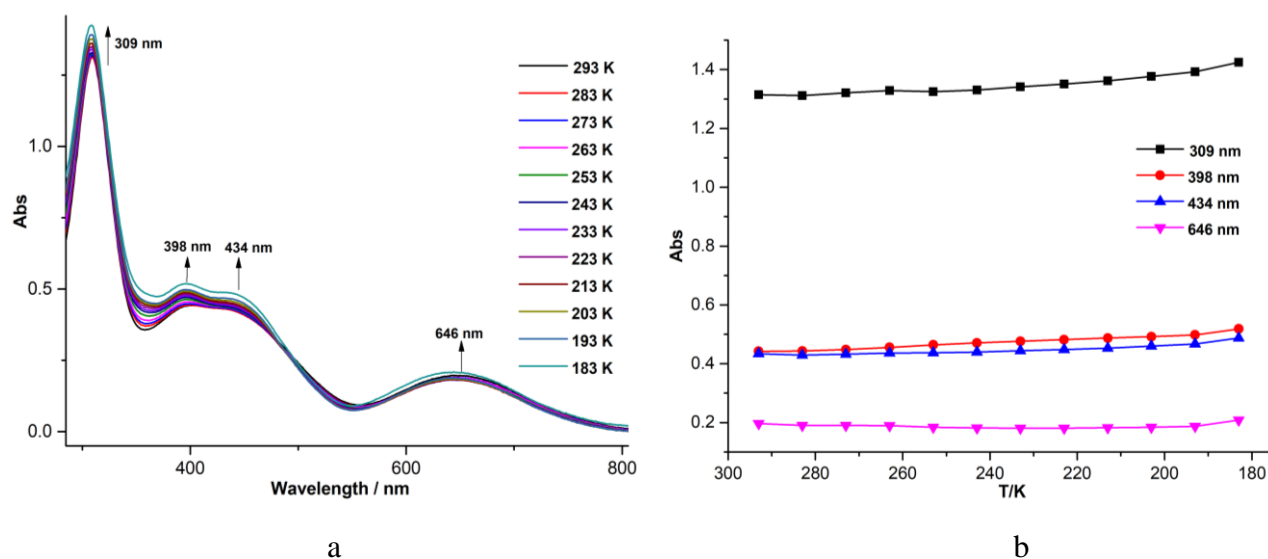 309 nm
398 nm
434 nm
646 nm
293 K
283 K
273 K
263 K
253 K
243 K
233 K
223 K
213 K
203 K
193 K
183 K
Abs
1.0
0.5
0.0
400
600
800
Wavelength / nm
a
309 nm
398 nm
434 nm
646 nm
Abs
1.4
1.2
1.0
0.8
0.6
0.4
0.2
300
280
260
240
220
200
180
T/K
b